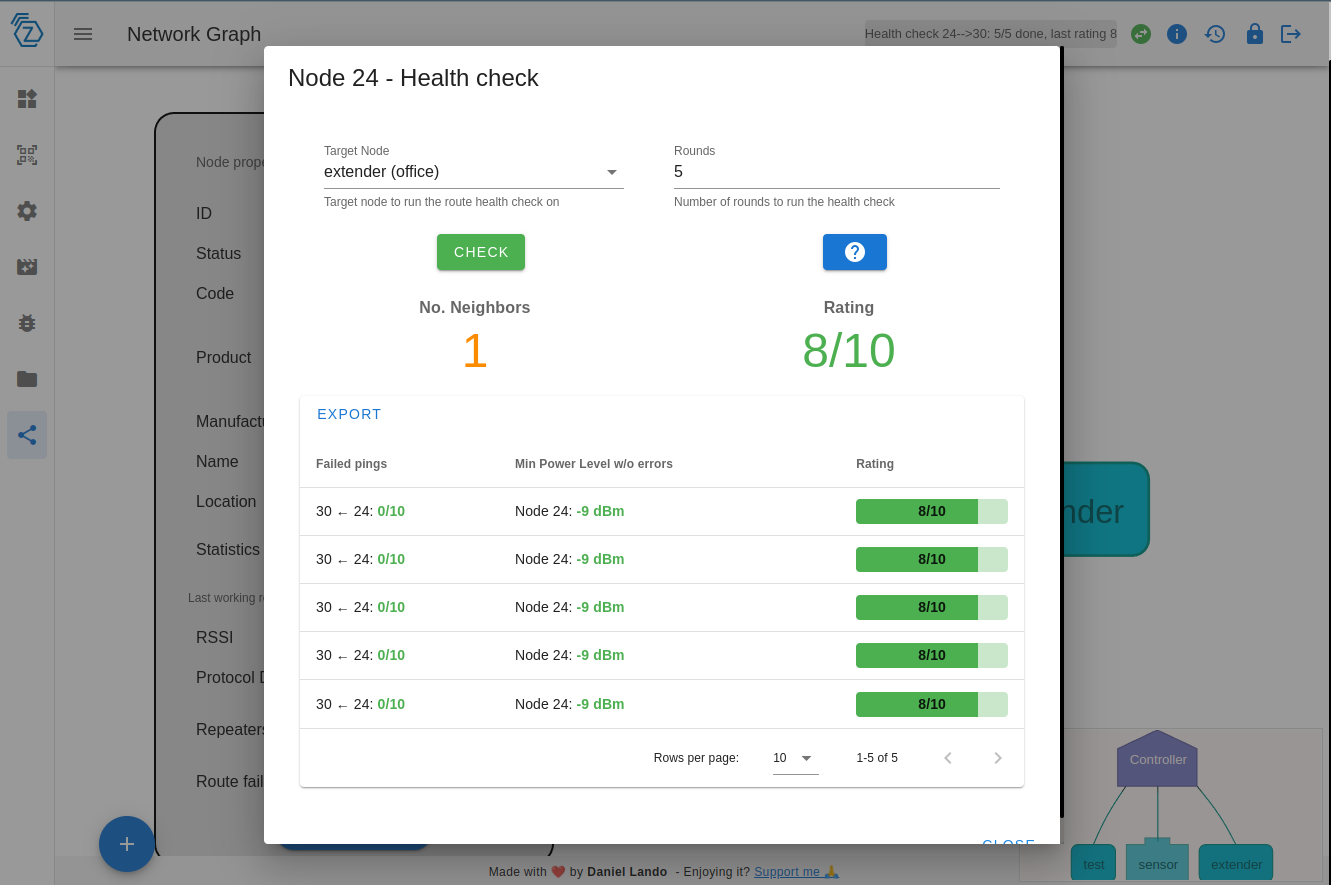 Network Graph
Health check 24-->30: 5/5 done, last rating 8
Node 24 - Health check
Target Node
extender (office)
Target node to run the route health check on
Rounds
5
Number of rounds to run the health check
CHECK
No. Neighbors
1
Rating
8/10
EXPORT
Failed pings Min Power Level w/o errors Rating
30 ← 24: 0/10 Node 24: -9 dBm 8/10
30 ← 24: 0/10 Node 24: -9 dBm 8/10
30 ← 24: 0/10 Node 24: -9 dBm 8/10
30 ← 24: 0/10 Node 24: -9 dBm 8/10
30 ← 24: 0/10 Node 24: -9 dBm 8/10
Rows per page: 10 1-5 of 5
CLOSE
Node prope
ID
Status
Code
Product
Manufactu
Name
Location
Statistics
Last working r
RSSI
Protocol
Repeaters
Route fail
nder
Controller
test sensor extender
Made with ❤️ by Daniel Lando - Enjoying it? Support me 🙏